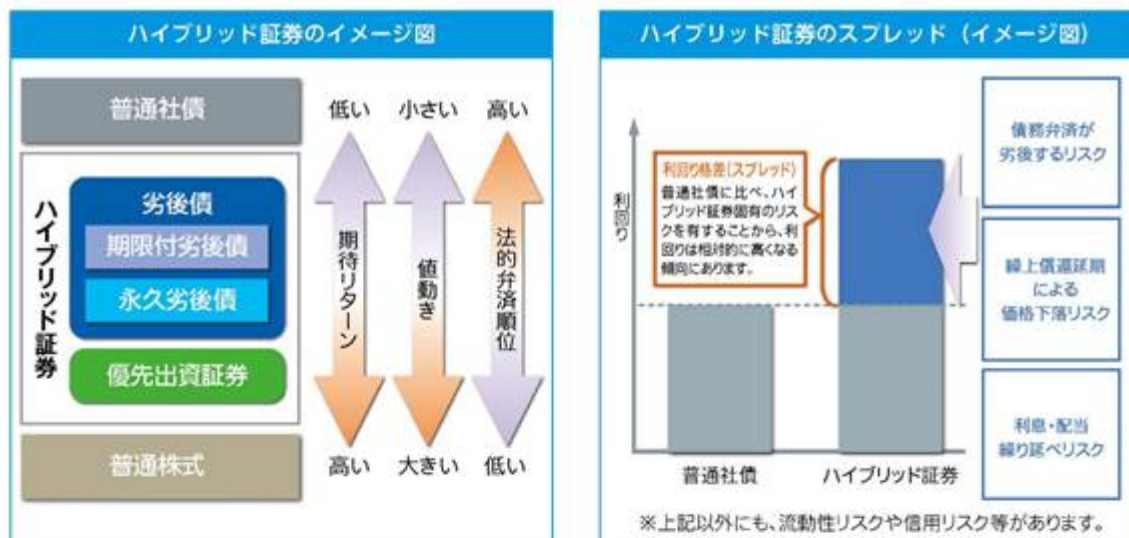 ハイブリッド証券のイメージ図
普通社債
ハイブリッド証券
劣後債
期限付劣後債
永久劣後債
優先出資証券
普通株式
低い
小さい
高い
期待リターン
値動き
法的弁済順位
高い
大きい
低い
ハイブリッド証券のスプレッド（イメージ図）
利回り
利回り格差(スプレッド)
普通社債に比べ、ハイ
ブリッド証券固有のリス
クを有することから、利
回りは相対的に高くなる
傾向にあります。
普通社債
ハイブリッド証券
債務弁済が
劣後するリスク
繰上償還延期
による
価格下落リスク
利息・配当
繰り延べリスク
※上記以外にも、流動性リスクや信用リスク等があります。